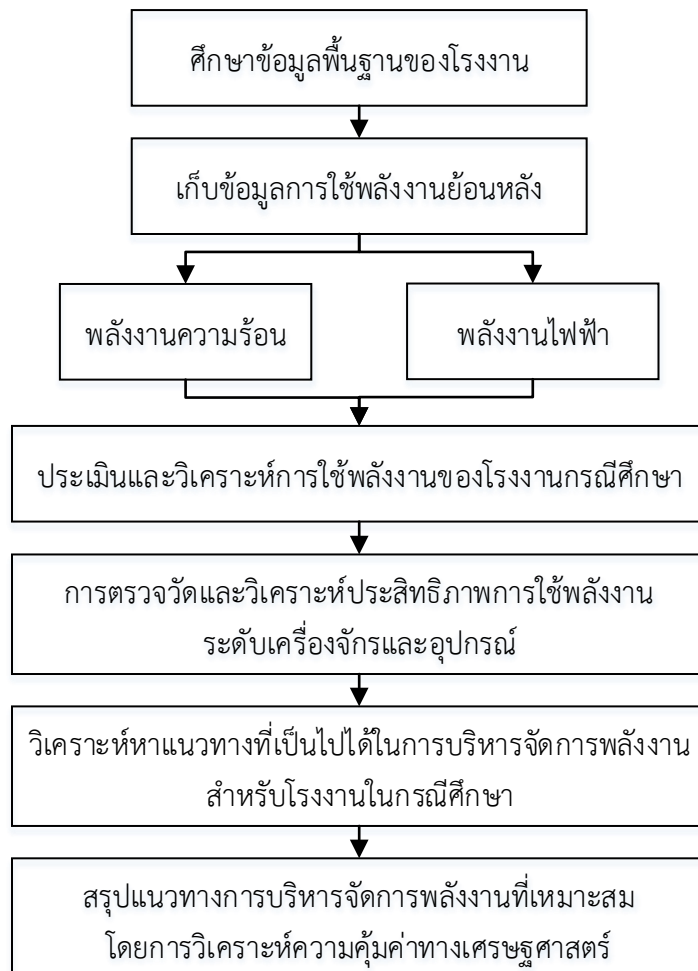 ศึกษาข้อมูลพื้นฐานของโรงงาน
เก็บข้อมูลการใช้พลังงานย้อนหลัง
พลังงานความร้อน
พลังงานไฟฟ้า
ประเมินและวิเคราะห์การใช้พลังงานของโรงงานกรณีศึกษา
การตรวจวัดและวิเคราะห์ประสิทธิภาพการใช้พลังงาน
ระดับเครื่องจักรและอุปกรณ์
วิเคราะห์หาแนวทางที่เป็นไปได้ในการบริหารจัดการพลังงาน
สำหรับโรงงานในกรณีศึกษา
สรุปแนวทางการบริหารจัดการพลังงานที่เหมาะสม
โดยการวิเคราะห์ความคุ้มค่าทางเศรษฐศาสตร์